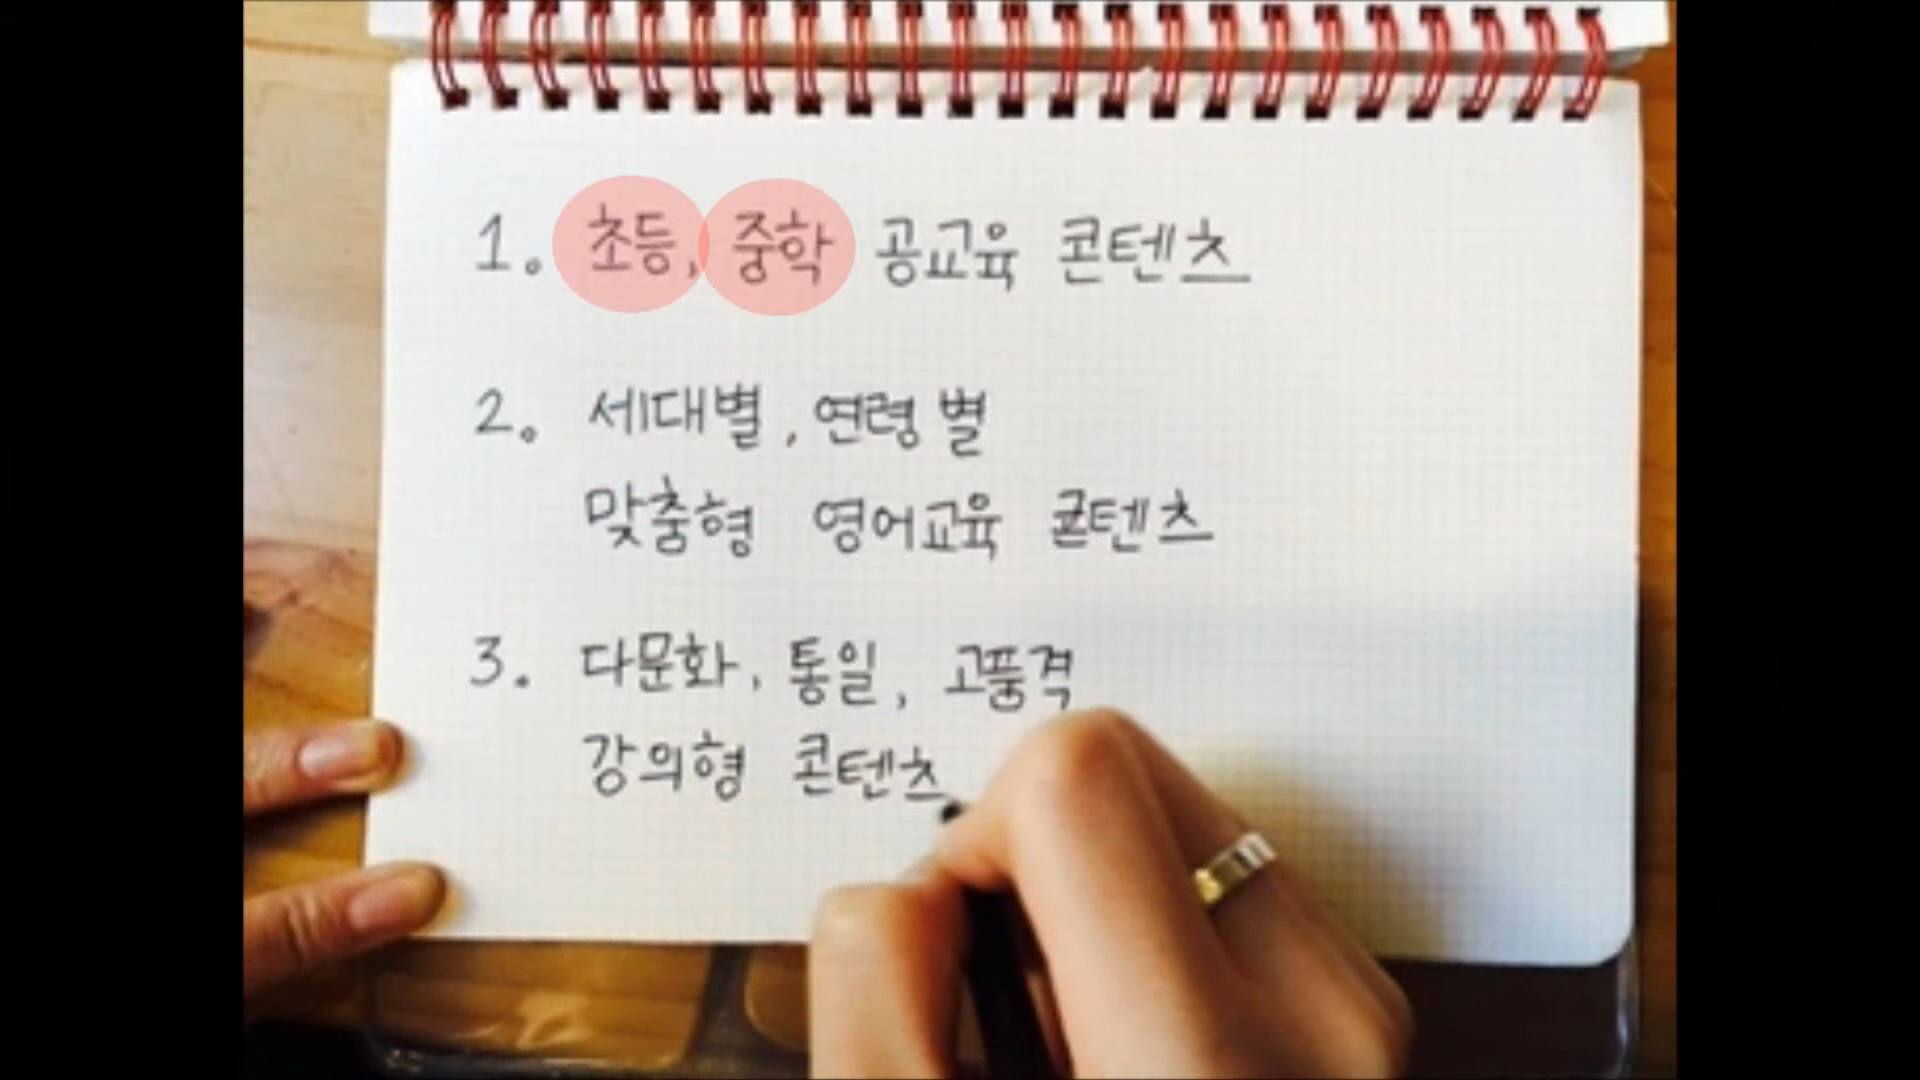 1. 초등, 중학 공교육 콘텐츠
2. 세대별, 연령별
맞춤형 영어교육 콘텐츠
3. 다문화, 통일, 고품격
강의형 콘텐츠